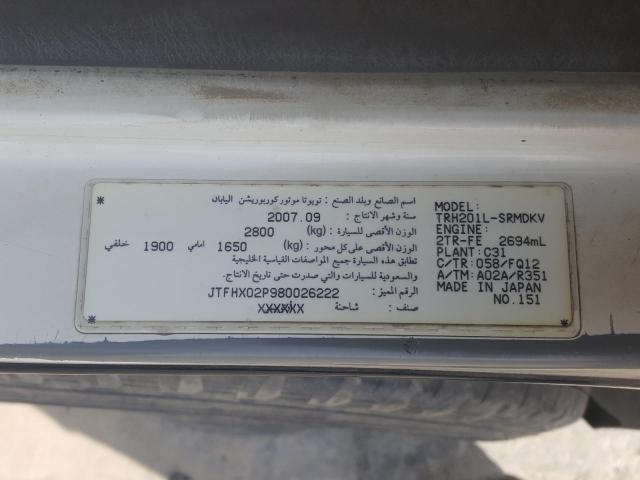 اسم الصانع وبلد الصنع : تويوتا موتور كوربوريشن اليابان
سنة وشهر الانتاج : 2007.09
الوزن الأقصى للسيارة : (kg) 2800
الوزن الأقصى على كل محور : (kg) 1650 امامي 1900 خلفي
تطابق هذه السيارة جميع المواصفات القياسية الخليجية
والسعودية للسيارات والتي صدرت حتى تاريخ الانتاج.
الرقم المميز : JTFHX02P980026222
صنف : شاحنة XXXXXX
MODEL:
TRH201L-SRMDKV
ENGINE:
2TR-FE 2694mL
PLANT: C31
C/TR: 058/FQ12
A/TM: A02A/R351
MADE IN JAPAN
NO.151